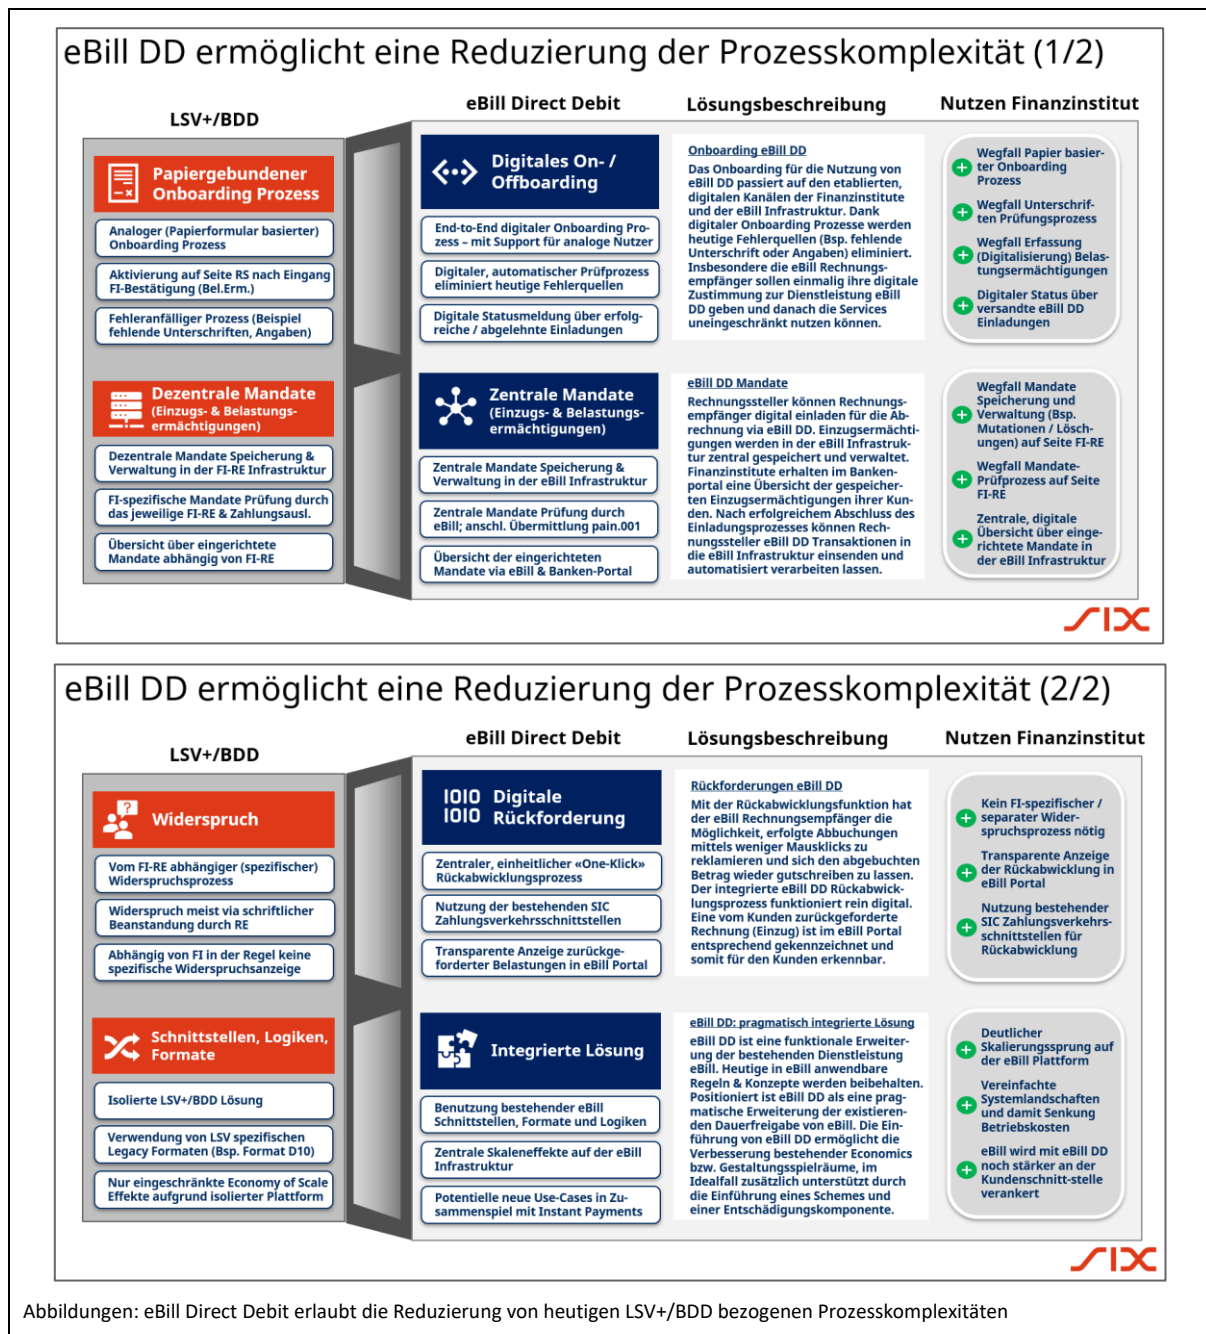 eBill DD ermöglicht eine Reduzierung der Prozesskomplexität (1/2)
LSV+/BDD
eBill Direct Debit
Lösungsbeschreibung
Nutzen Finanzinstitut
Papiergebundener
Onboarding Prozess
Analoger (Papierformular basierter)
Onboarding Prozess
Aktivierung auf Seite RS nach Eingang
FI-Bestätigung (Bel.Erm.)
Fehleranfälliger Prozess (Beispiel
fehlende Unterschriften, Angaben)
Digitales On- /
Offboarding
End-to-End digitaler Onboarding Pro-
zess – mit Support für analoge Nutzer
Digitaler, automatischer Prüfprozess
eliminiert heutige Fehlerquellen
Digitale Statusmeldung über erfolg-
reiche / abgelehnte Einladungen
Onboarding eBill DD
Das Onboarding für die Nutzung von
eBill DD passiert auf den etablierten,
digitalen Kanälen der Finanzinstitute
und der eBill Infrastruktur. Dank
digitaler Onboarding Prozesse werden
heutige Fehlerquellen (Bsp. fehlende
Unterschrift oder Angaben) eliminiert.
Insbesondere die eBill Rechnungs-
empfänger sollen einmalig ihre digitale
Zustimmung zur Dienstleistung eBill
DD geben und danach die Services
uneingeschränkt nutzen können.
Wegfall Papier basier-
ter Onboarding
Prozess
Wegfall Unterschrif-
ten Prüfungsprozess
Wegfall Erfassung
(Digitalisierung) Belas-
tungsermächtigungen
Digitaler Status über
versandte eBill DD
Einladungen
Dezentrale Mandate
(Einzugs- & Belastungs-
ermächtigungen)
Dezentrale Mandate Speicherung &
Verwaltung in der FI-RE Infrastruktur
FI-spezifische Mandate Prüfung durch
das jeweilige FI-RE & Zahlungsausl.
Übersicht über eingerichtete
Mandate abhängig von FI-RE
Zentrale Mandate
(Einzugs- & Belastungs-
ermächtigungen)
Zentrale Mandate Speicherung &
Verwaltung in der eBill Infrastruktur
Zentrale Mandate Prüfung durch
eBill; anschl. Übermittlung pain.001
Übersicht der eingerichteten
Mandate via eBill & Banken-Portal
eBill DD Mandate
Rechnungssteller können Rechnungs-
empfänger digital einladen für die Ab-
rechnung via eBill DD. Einzugsermächti-
gungen werden in der eBill Infrastruk-
tur zentral gespeichert und verwaltet.
Finanzinstitute erhalten im Banken-
portal eine Übersicht der gespeicher-
ten Einzugsermächtigungen ihrer Kun-
den. Nach erfolgreichem Abschluss des
Einladungsprozesses können Rech-
nungssteller eBill DD Transaktionen in
die eBill Infrastruktur einsenden und
automatisiert verarbeiten lassen.
Wegfall Mandate
Speicherung und
Verwaltung (Bsp.
Mutationen / Lösch-
ungen) auf Seite FI-RE
Wegfall Mandate-
Prüfprozess auf Seite
FI-RE
Zentrale, digitale
Übersicht über einge-
richtete Mandate in
der eBill Infrastruktur
SIX
eBill DD ermöglicht eine Reduzierung der Prozesskomplexität (2/2)
LSV+/BDD
eBill Direct Debit
Lösungsbeschreibung
Nutzen Finanzinstitut
Widerspruch
Vom FI-RE abhängiger (spezifischer)
Widerspruchsprozess
Widerspruch meist via schriftlicher
Beanstandung durch RE
Abhängig von FI in der Regel keine
spezifische Widerspruchsanzeige
IOIO
IOIO
Digitale
Rückforderung
Zentraler, einheitlicher «One-Klick»
Rückabwicklungsprozess
Nutzung der bestehenden SIC
Zahlungsverkehrsschnittstellen
Transparente Anzeige zurückge-
forderter Belastungen in eBill Portal
Rückforderungen eBill DD
Mit der Rückabwicklungsfunktion hat
der eBill Rechnungsempfänger die
Möglichkeit, erfolgte Abbuchungen
mittels weniger Mausklicks zu
reklamieren und sich den abgebuchten
Betrag wieder gutschreiben zu lassen.
Der integrierte eBill DD Rückabwick-
lungsprozess funktioniert rein digital.
Eine vom Kunden zurückgeforderte
Rechnung (Einzug) ist im eBill Portal
entsprechend gekennzeichnet und
somit für den Kunden erkennbar.
Kein FI-spezifischer /
separater Wider-
spruchsprozess nötig
Transparente Anzeige
der Rückabwicklung in
eBill Portal
Nutzung bestehender
SIC Zahlungsverkehrs-
schnittstellen für
Rückabwicklung
Schnittstellen, Logiken,
Formate
Isolierte LSV+/BDD Lösung
Verwendung von LSV spezifischen
Legacy Formaten (Bsp. Format D10)
Nur eingeschränkte Economy of Scale
Effekte aufgrund isolierter Plattform
Integrierte Lösung
Benutzung bestehender eBill
Schnittstellen, Formate und Logiken
Zentrale Skaleneffekte auf der eBill
Infrastruktur
Potentielle neue Use-Cases in Zu-
sammenspiel mit Instant Payments
eBill DD: pragmatisch integrierte Lösung
eBill DD ist eine funktionale Erweiter-
ung der bestehenden Dienstleistung
eBill. Heutige in eBill anwendbare
Regeln & Konzepte werden beibehalten.
Positioniert ist eBill DD als eine prag-
matische Erweiterung der existieren-
den Dauerfreigabe von eBill. Die Ein-
führung von eBill DD ermöglicht die
Verbesserung bestehender Economics
bzw. Gestaltungsspielräume, im
Idealfall zusätzlich unterstützt durch
die Einführung eines Schemes und
einer Entschädigungskomponente.
Deutlicher
Skalierungssprung auf
der eBill Plattform
Vereinfachte
Systemlandschaften
und damit Senkung
Betriebskosten
eBill wird mit eBill DD
noch stärker an der
Kundenschnitt-stelle
verankert
SIX
Abbildungen: eBill Direct Debit erlaubt die Reduzierung von heutigen LSV+/BDD bezogenen Prozesskomplexitäten